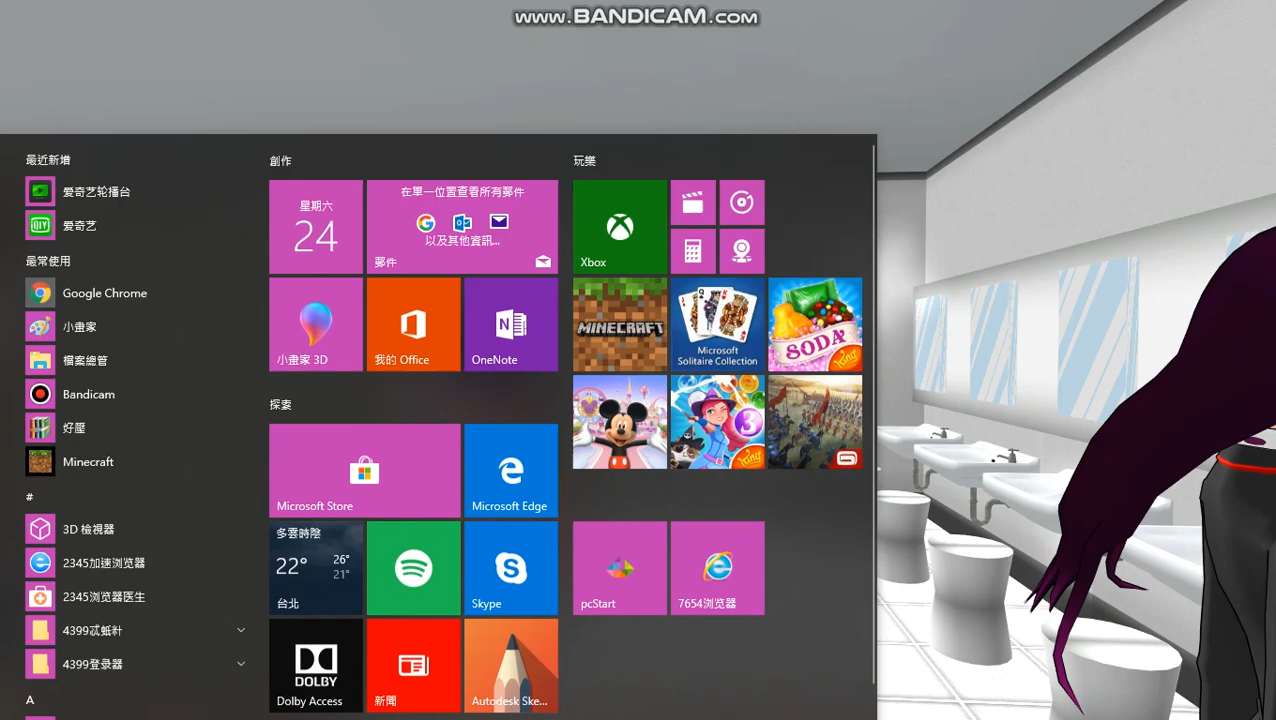 www.BANDICAM.com
最近新增
爱奇艺轮播台
爱奇艺
最常使用
Google Chrome
小畫家
檔案總管
Bandicam
好壓
Minecraft
#
3D 檢視器
2345加速浏览器
2345浏览器医生
4399登录器
A
創作
星期六
24
在單一位置查看所有郵件
以及其他資訊...
郵件
小畫家 3D
我的 Office
OneNote
探索
Microsoft Store
Microsoft Edge
多雲時陰
22°
26°
21°
台北
Skype
DOLBY
Dolby Access
新聞
Autodesk Ske...
玩樂
Xbox
MINECRAFT
Microsoft
Solitaire Collection
SODA
King
3
King
pcStart
7654浏览器